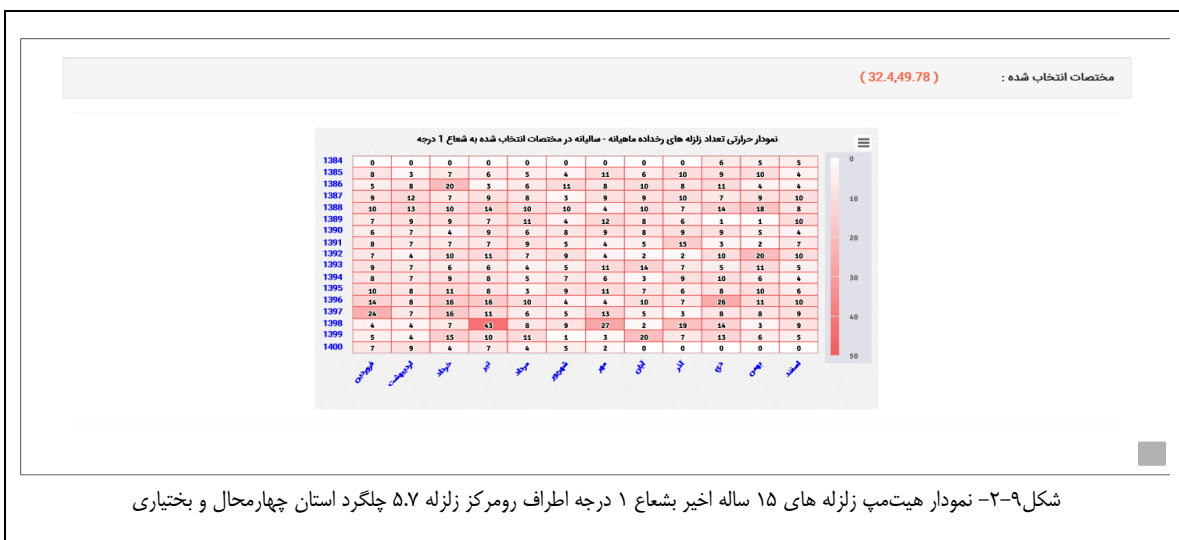 مختصات انتخاب شده : ( 32.4,49.78 )
نمودار حرارتی تعداد زلزله های رخداده ماهیانه - سالیانه در مختصات انتخاب شده به شعاع 1 درجه
1384 0 0 0 0 0 0 0 0 0 6 5 5
1385 8 3 7 6 5 4 11 6 10 9 10 4
1386 5 8 20 3 6 11 8 10 8 11 4 4
1387 9 12 7 9 8 3 9 9 10 7 9 10
1388 10 13 10 14 10 10 4 10 7 14 18 8
1389 7 9 9 7 11 4 12 8 6 1 1 10
1390 6 7 4 9 6 8 9 8 9 9 5 4
1391 8 7 7 7 9 5 4 5 15 3 2 7
1392 7 4 10 11 7 9 4 2 2 10 20 10
1393 9 7 6 6 4 5 11 14 7 5 11 5
1394 8 7 9 8 5 7 6 3 9 10 6 4
1395 10 8 11 8 3 9 11 7 6 8 10 6
1396 14 8 16 16 10 4 4 10 7 26 11 10
1397 24 7 16 11 6 5 13 5 3 8 8 9
1398 4 4 7 43 8 9 27 2 19 14 3 9
1399 5 4 15 10 11 1 3 20 7 13 6 5
1400 7 9 4 7 4 5 2 0 0 0 0 0
فروردین اردیبهشت خرداد تیر مرداد شهریور مهر آبان آذر دی بهمن اسفند
0
10
20
30
40
50
شکل۹-۲- نمودار هیت‌مپ زلزله های ۱۵ ساله اخیر بشعاع ۱ درجه اطراف رومرکز زلزله ۵.۷ چلگرد استان چهارمحال و بختیاری